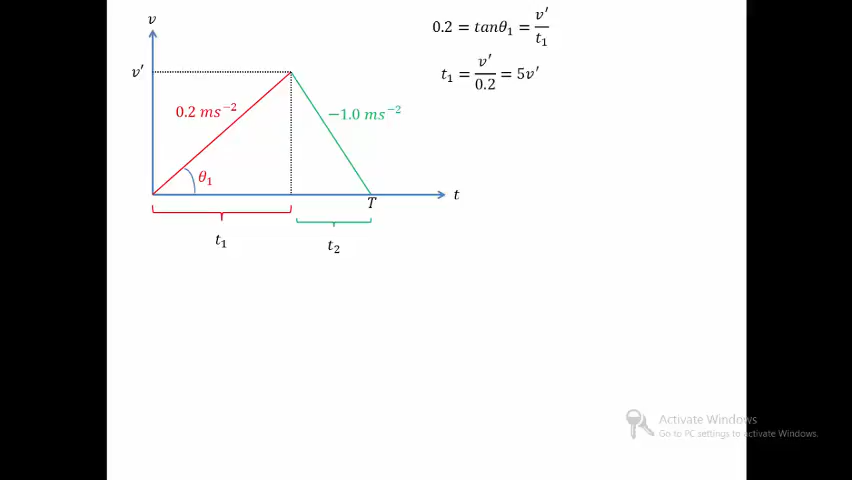 v
v′
0.2 ms⁻²
−1.0 ms⁻²
θ₁
T
t
t₁
t₂
0.2 = tanθ₁ = v′/t₁
t₁ = v′/0.2 = 5v′
Activate Windows
Go to PC settings to activate Windows.